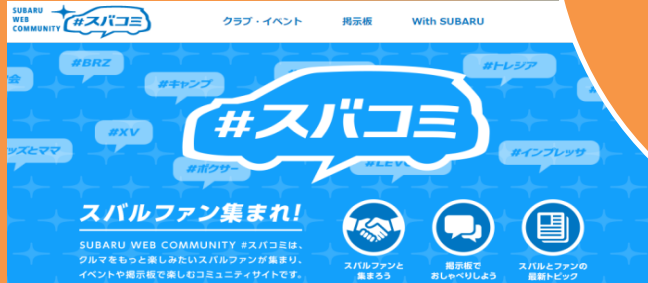 SUBARU
WEB
COMMUNITY
#スバコミ
クラブ・イベント
掲示板
With SUBARU
#BRZ
#キャンプ
#トレジア
会
#XV
ッズとママ
#ボクサー
#LEV
#インプレッサ
#スバコミ
スバルファン集まれ!
SUBARU WEB COMMUNITY #スバコミは、
クルマをもっと楽しみたいスバルファンが集まり、
イベントや掲示板で楽しむコミュニティサイトです。
スバルファンと
集まろう
掲示板で
おしゃべりしよう
スバルとファンの
最新トピック